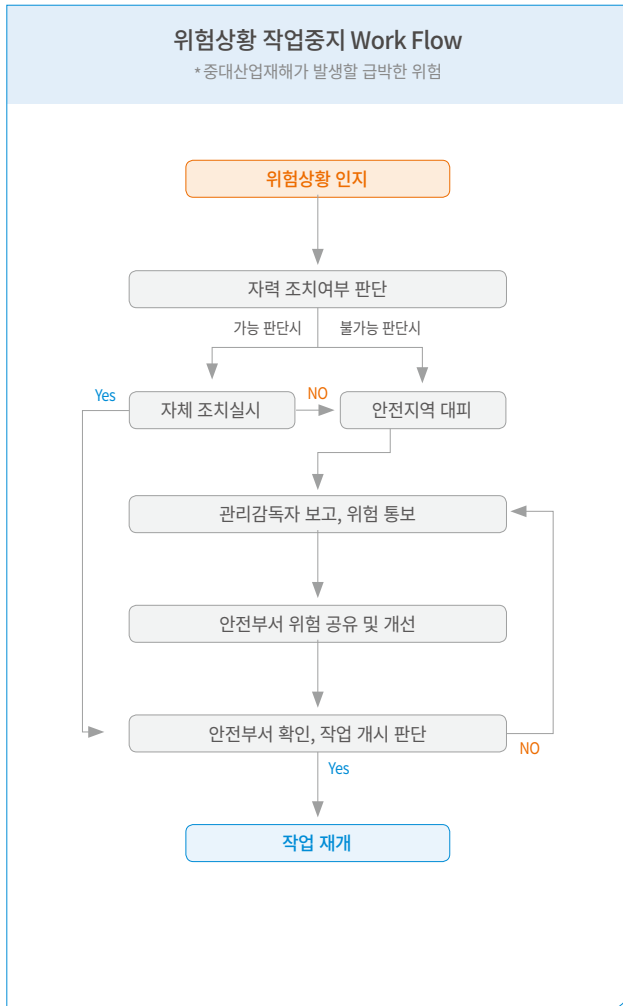 위험상황 작업중지 Work Flow
* 중대산업재해가 발생할 급박한 위험
위험상황 인지
자력 조치여부 판단
가능 판단시
불가능 판단시
Yes
자체 조치실시
NO
안전지역 대피
관리감독자 보고, 위험 통보
안전부서 위험 공유 및 개선
안전부서 확인, 작업 개시 판단
NO
Yes
작업 재개